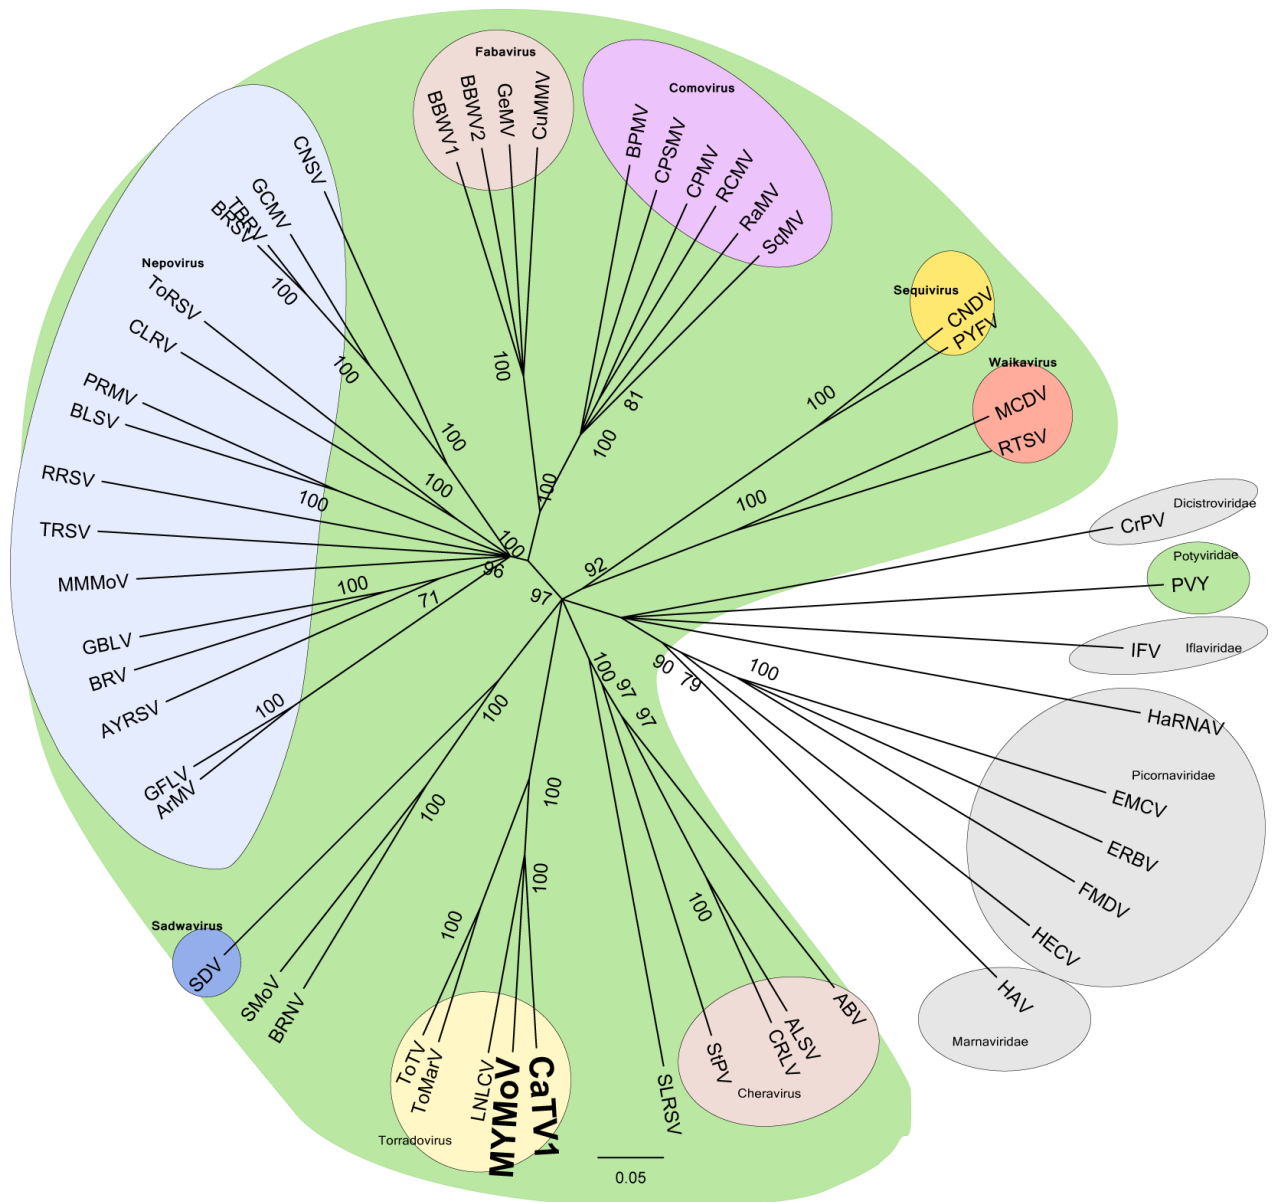 Fabavirus
BBWV1
BBWV2
GeMV
CuMMV
Comovirus
BPMV
CPSMV
CPMV
RCMV
RaMV
SqMV
Sequivirus
CNDV
PYFV
Waikavirus
MCDV
RTSV
Dicistroviridae
CrPV
Potyviridae
PVY
IFV
Iflaviridae
HaRNAV
Picornaviridae
EMCV
ERBV
FMDV
HECV
HAV
Marnaviridae
ABV
ALSV
CRLV
StPV
Cheravirus
SLRSV
CaTV1
MYMoV
LNLCV
ToMarV
ToTV
Torradovirus
BRNV
SMoV
SDV
Sadwavirus
ArMV
GFLV
AYRSV
BRV
GBLV
MMMoV
TRSV
RRSV
BLSV
PRMV
CLRV
ToRSV
Nepovirus
BRSV
TBRV
GCMV
CNSV
100
100
100
100
100
100
100
100
81
100
100
92
100
96
71
100
100
97
100
100
100
100
100
100
97
97
100
90
79
100
0.05